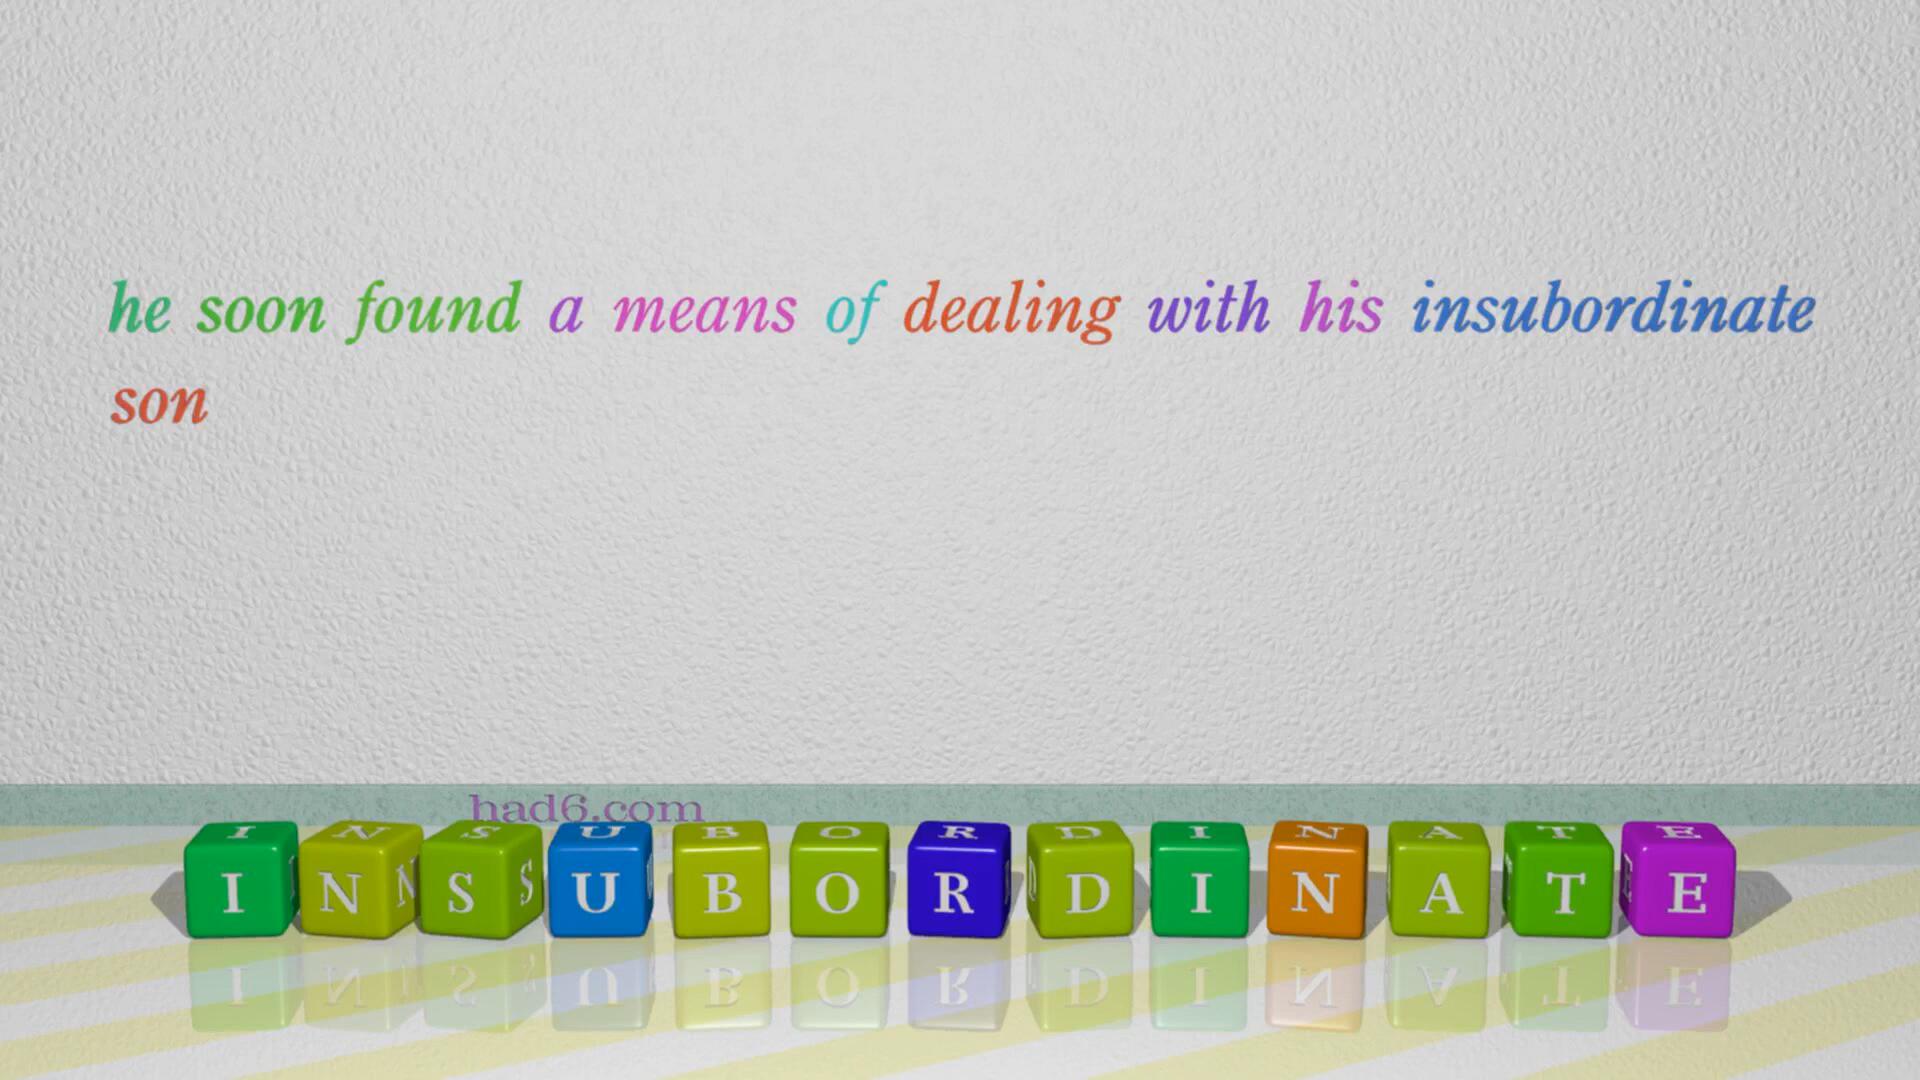 he soon found a means of dealing with his insubordinate
son
had6.com
INSUBORDINATE